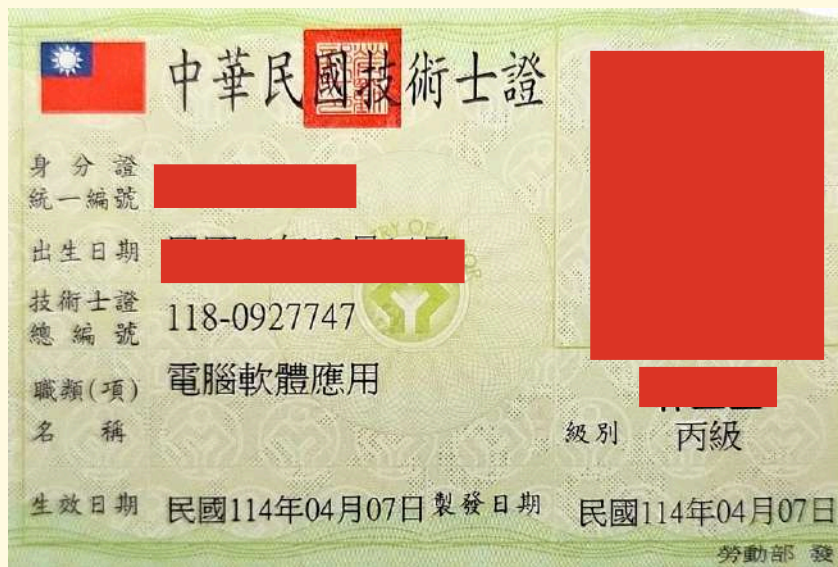 中華民國技術士證
身分證
統一編號
出生日期
技術士證
總編號 118-0927747
職類(項) 電腦軟體應用
名稱
級別 丙級
生效日期 民國114年04月07日 製發日期 民國114年04月07日
勞動部 發